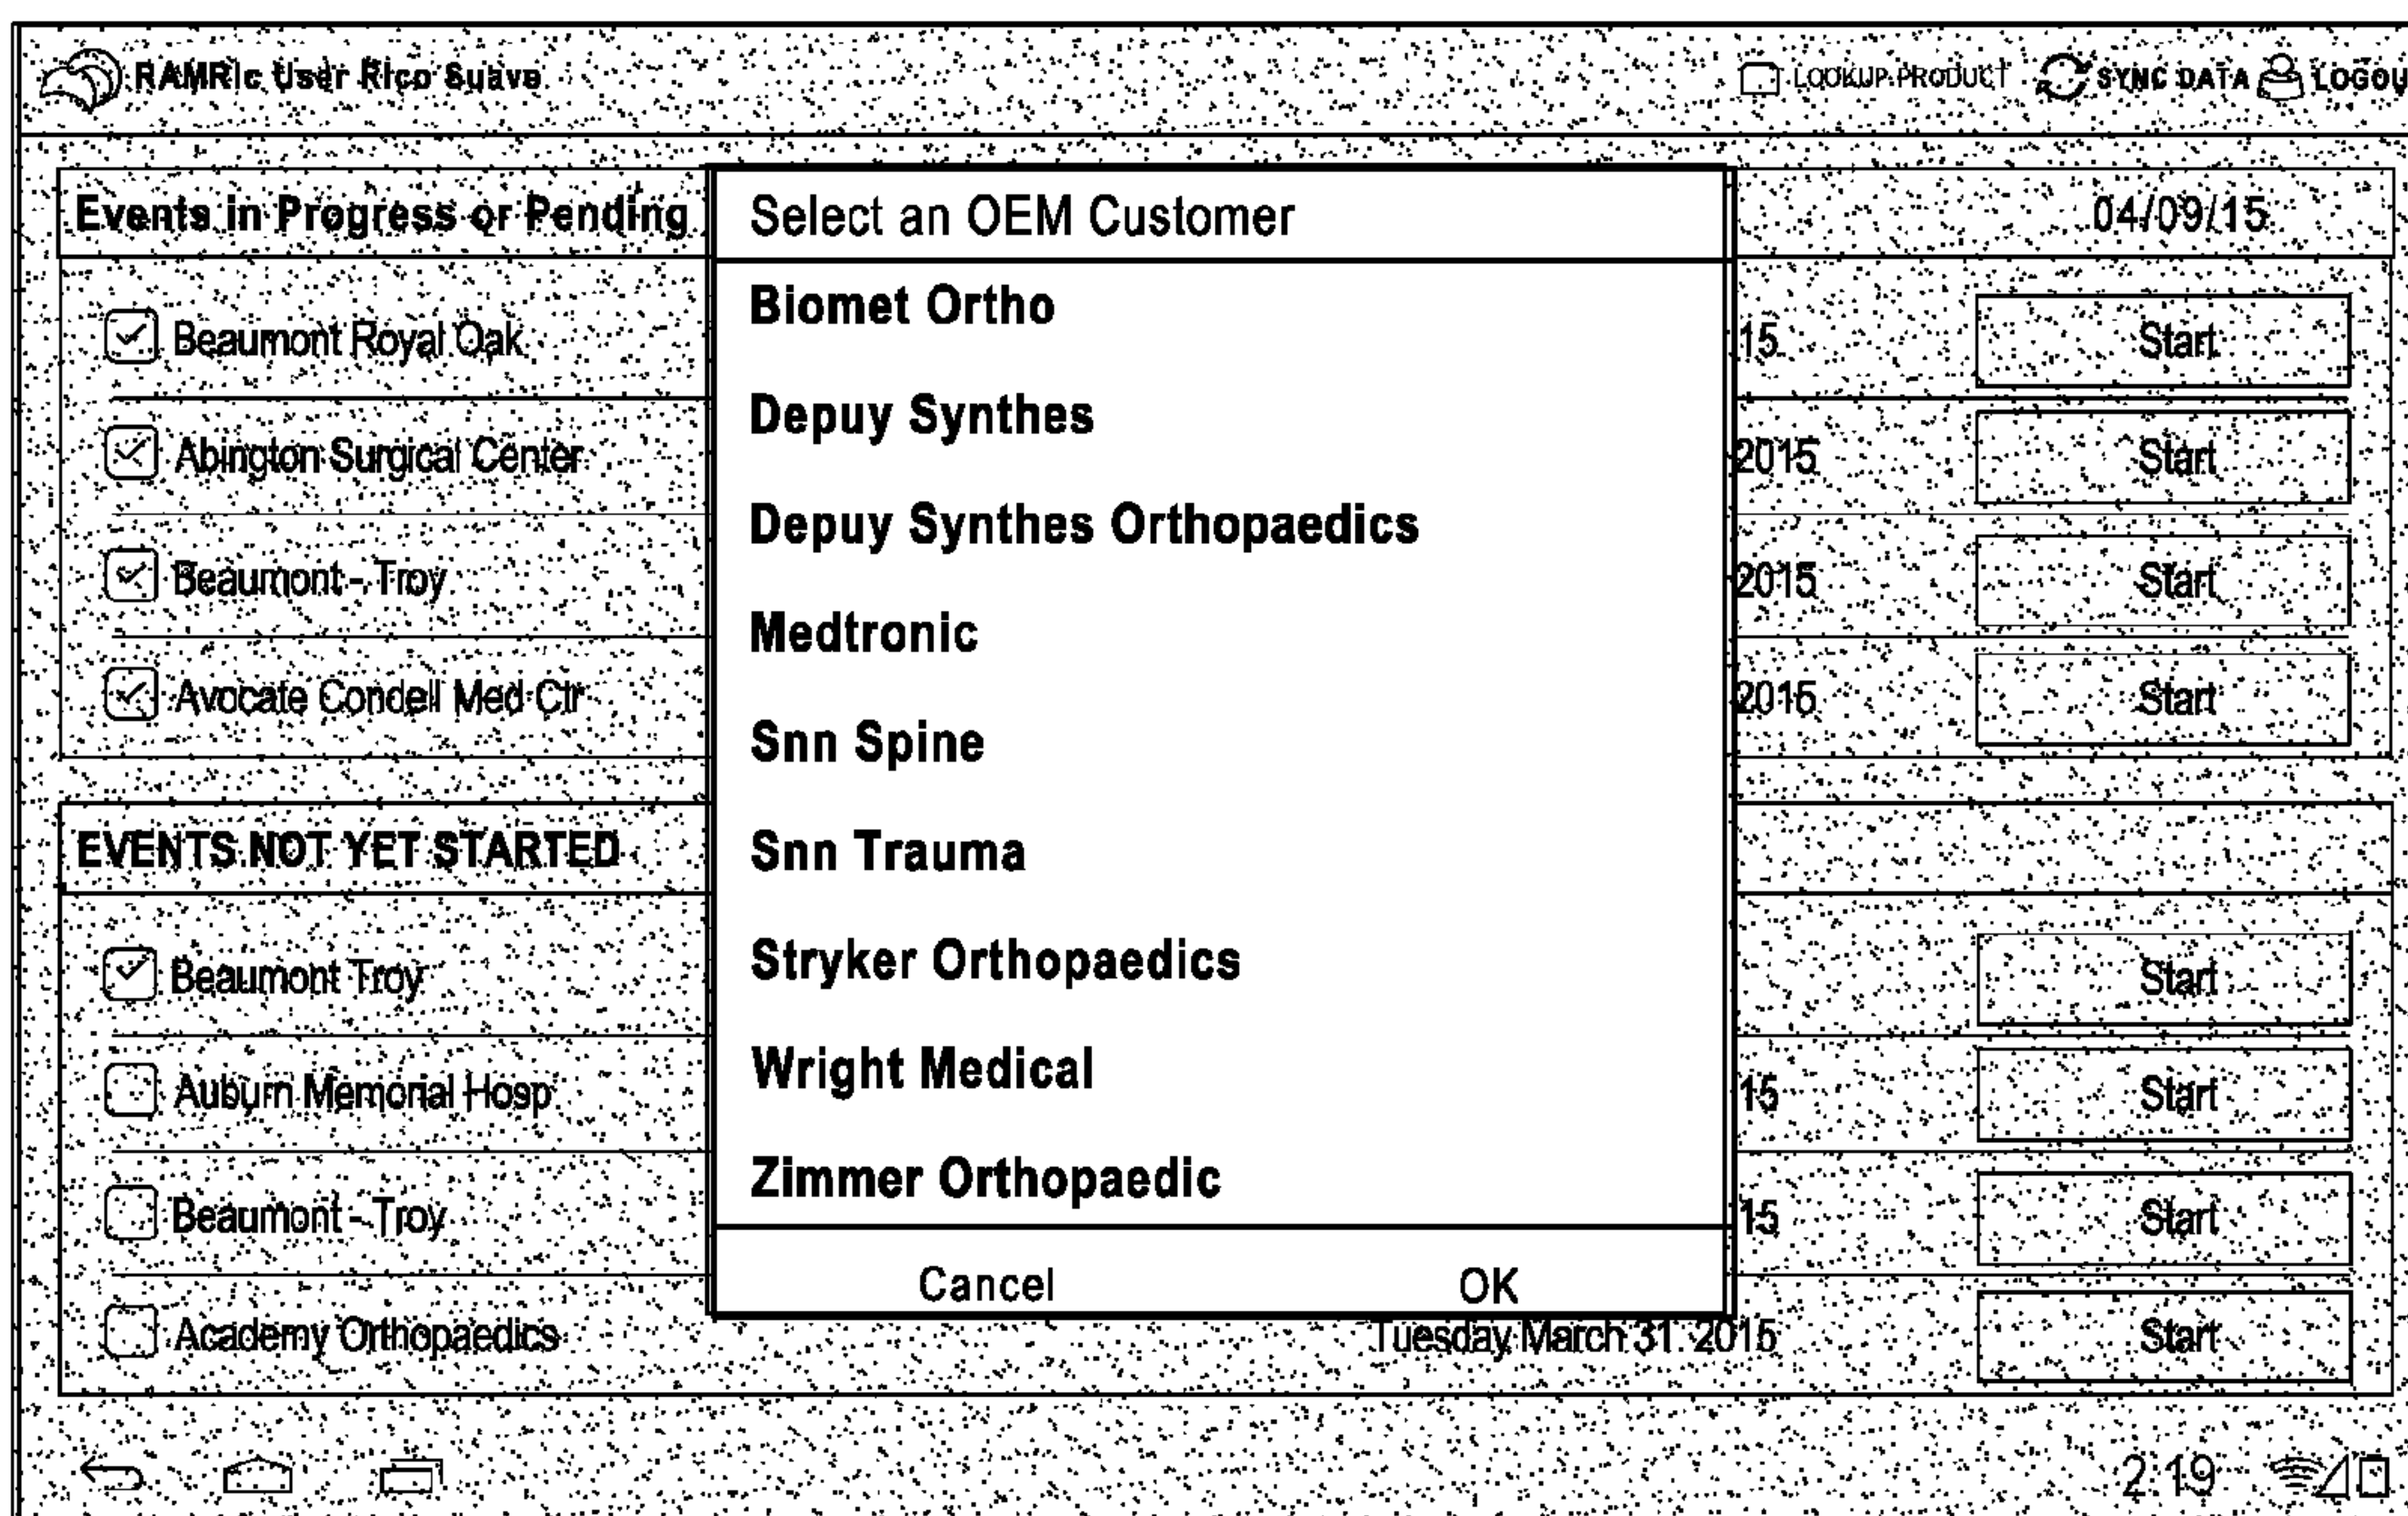 RAMRIc User Rico Suave LOOKUP PRODUCT SYNC DATA LOGOU
Events in Progress or Pending
04/09/15
Select an OEM Customer
Biomet Ortho
Depuy Synthes
Depuy Synthes Orthopaedics
Medtronic
Snn Spine
Snn Trauma
Stryker Orthopaedics
Wright Medical
Zimmer Orthopaedic
Cancel OK
Beaumont Royal Oak 15 Start
Abington Surgical Center 2015 Start
Beaumont - Troy 2015 Start
Avocate Condell Med Ctr 2015 Start
EVENTS NOT YET STARTED
Beaumont Troy Start
Auburn Memorial Hosp 15 Start
Beaumont - Troy 15 Start
Academy Orthopaedics Tuesday March 31. 2015 Start
2:19